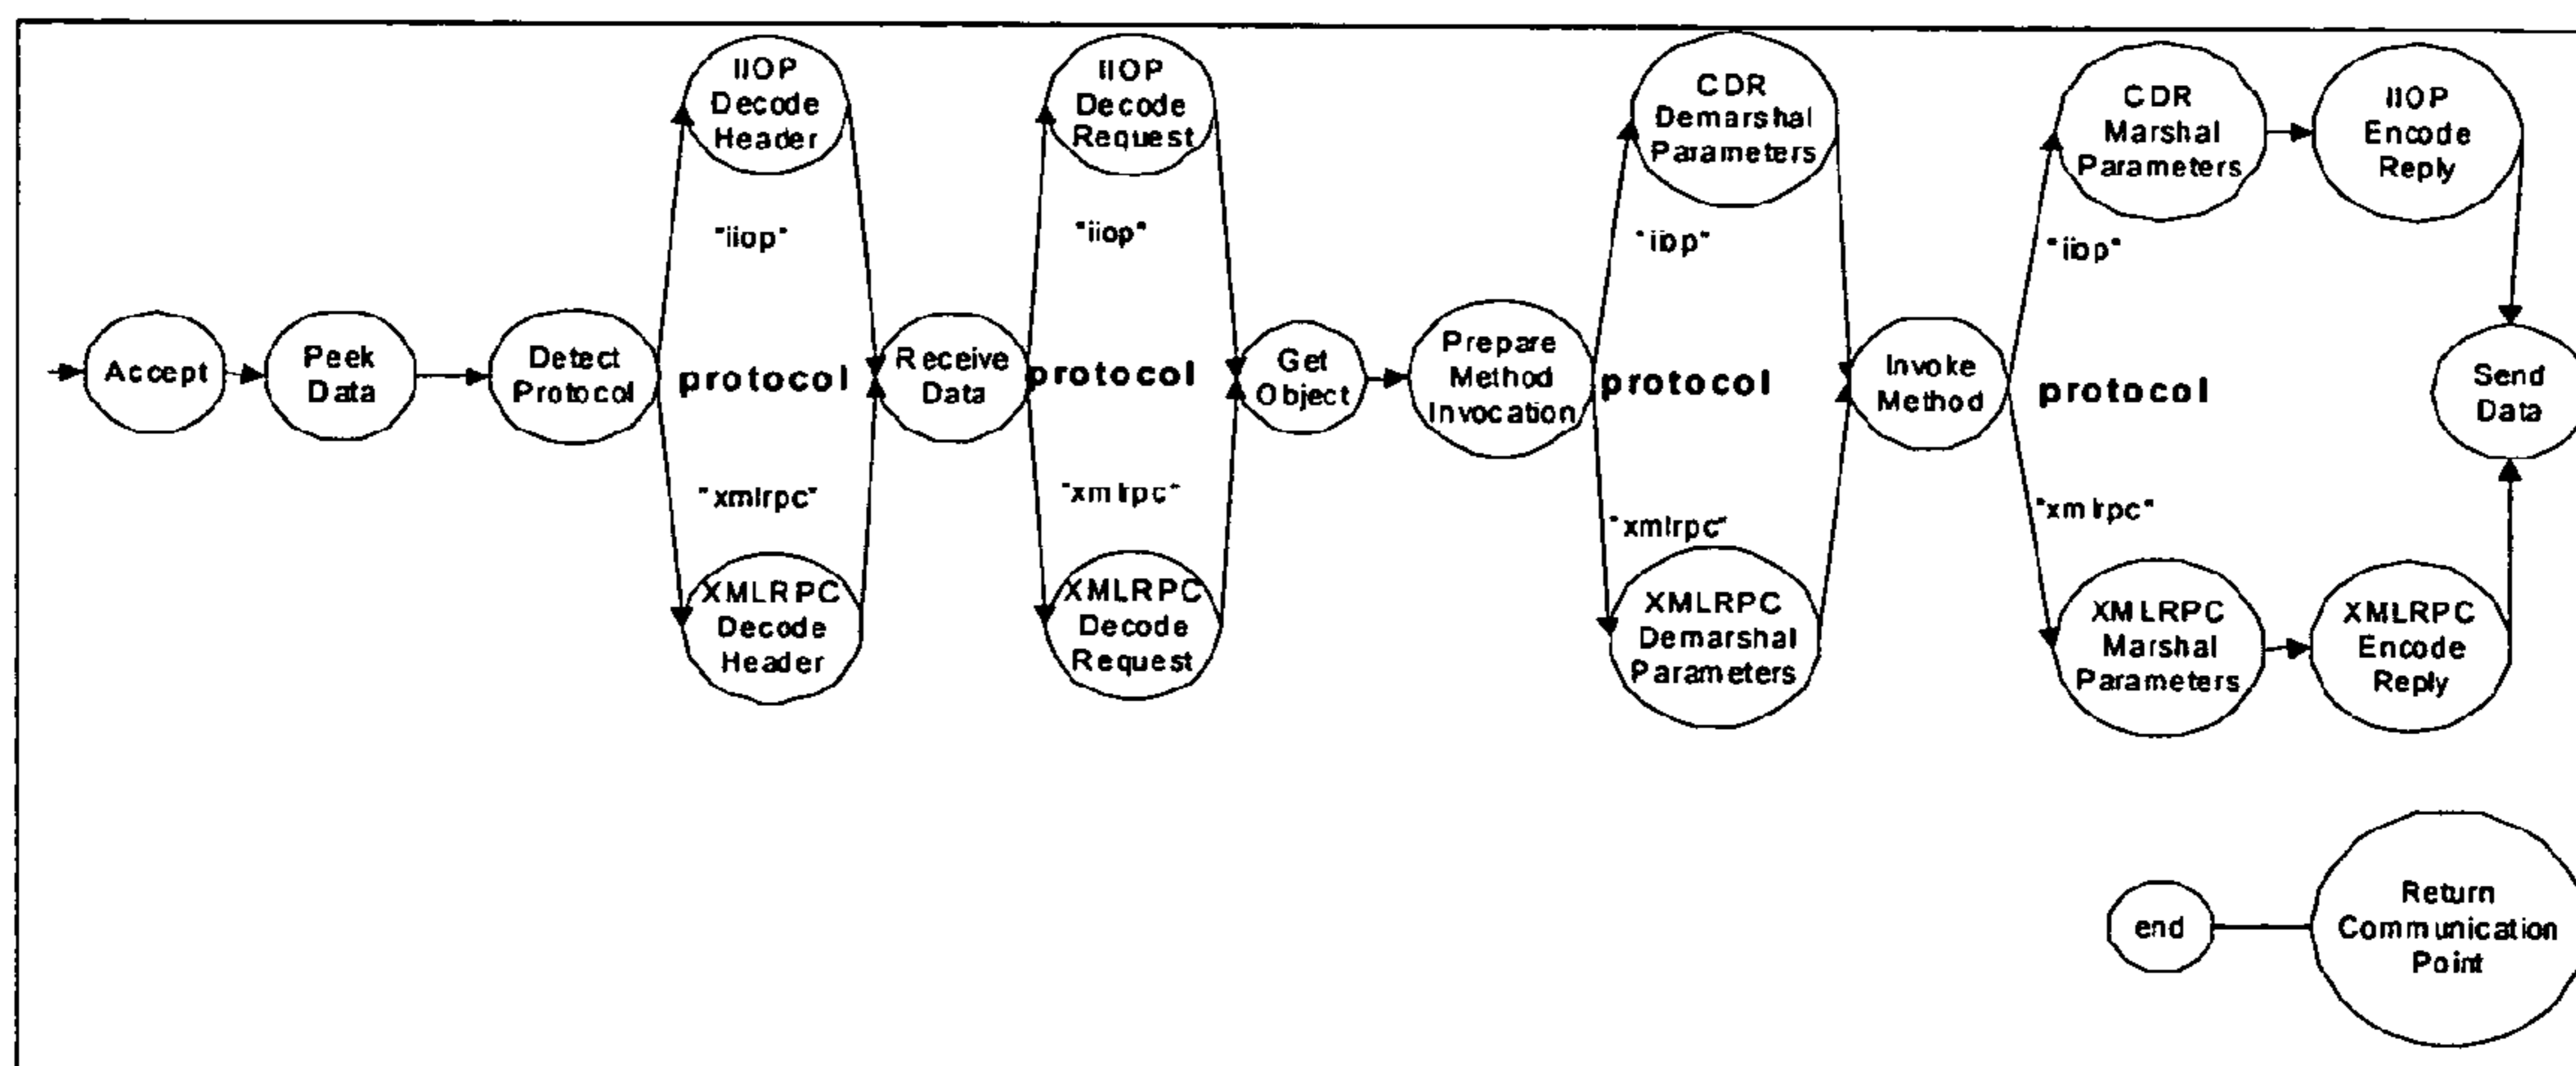 Accept
Peek
Data
Detect
Protocol
IIOP
Decode
Header
"iiop"
protocol
"xmlrpc"
XMLRPC
Decode
Header
Receive
Data
IIOP
Decode
Request
"iiop"
protocol
"xmlrpc"
XMLRPC
Decode
Request
Get
Object
Prepare
Method
Invocation
CDR
Demarshal
Parameters
"iiop"
protocol
"xmlrpc"
XMLRPC
Demarshal
Parameters
Invoke
Method
CDR
Marshal
Parameters
"iiop"
protocol
"xmlrpc"
XMLRPC
Marshal
Parameters
IIOP
Encode
Reply
XMLRPC
Encode
Reply
Send
Data
Return
Communication
Point
end